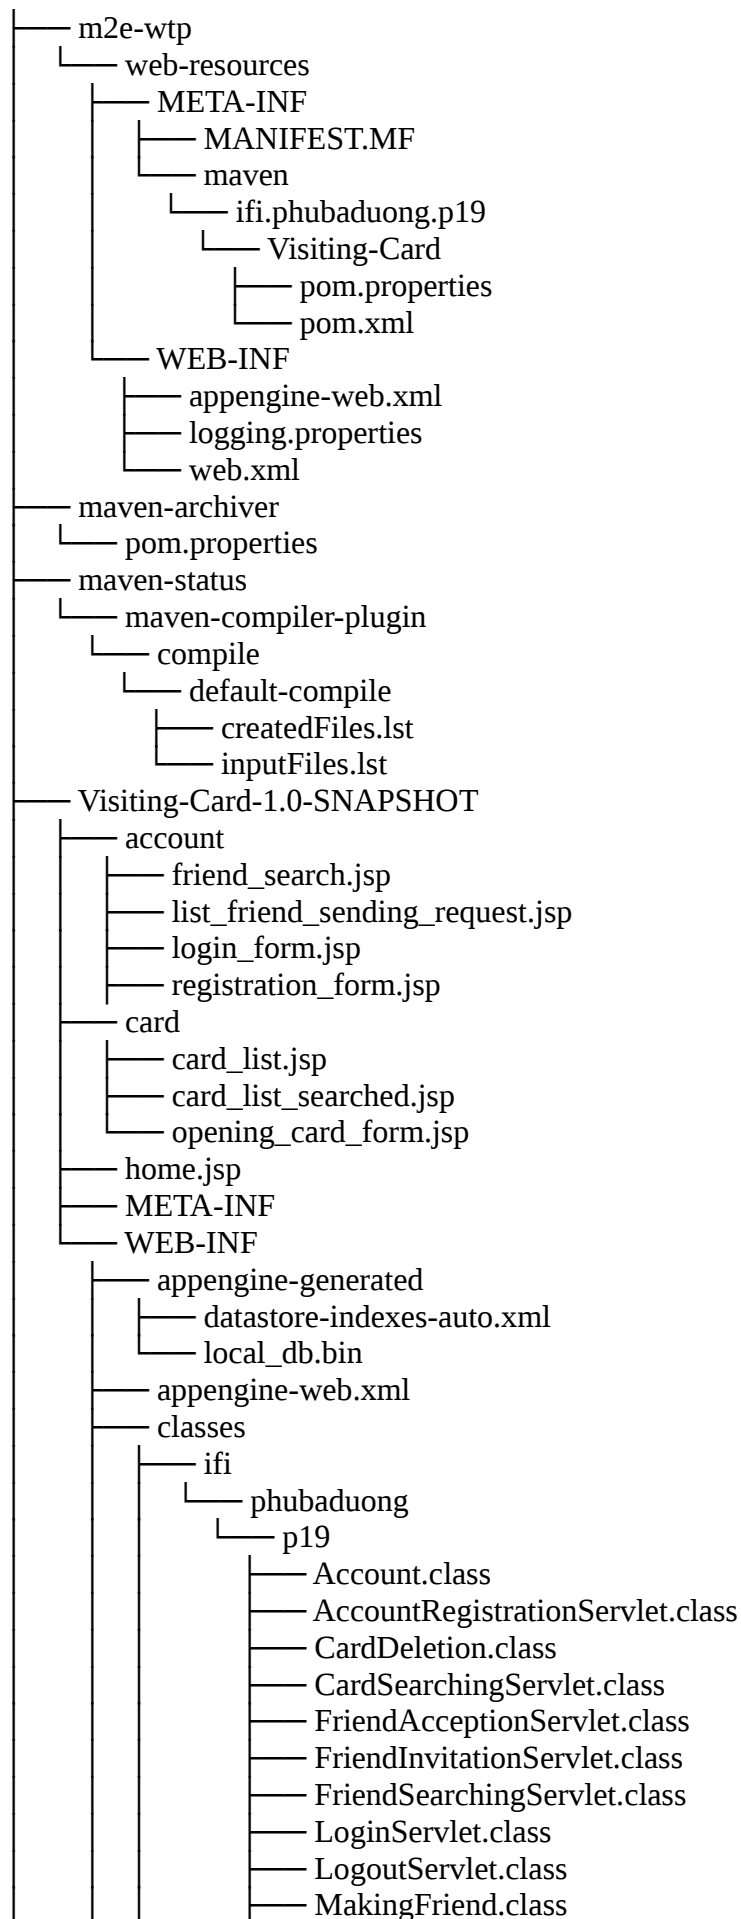 m2e-wtp
web-resources
META-INF
MANIFEST.MF
maven
ifi.phubaduong.p19
Visiting-Card
pom.properties
pom.xml
WEB-INF
appengine-web.xml
logging.properties
web.xml
maven-archiver
pom.properties
maven-status
maven-compiler-plugin
compile
default-compile
createdFiles.lst
inputFiles.lst
Visiting-Card-1.0-SNAPSHOT
account
friend_search.jsp
list_friend_sending_request.jsp
login_form.jsp
registration_form.jsp
card
card_list.jsp
card_list_searched.jsp
opening_card_form.jsp
home.jsp
META-INF
WEB-INF
appengine-generated
datastore-indexes-auto.xml
local_db.bin
appengine-web.xml
classes
ifi
phubaduong
p19
Account.class
AccountRegistrationServlet.class
CardDeletion.class
CardSearchingServlet.class
FriendAcceptionServlet.class
FriendInvitationServlet.class
FriendSearchingServlet.class
LoginServlet.class
LogoutServlet.class
MakingFriend.class